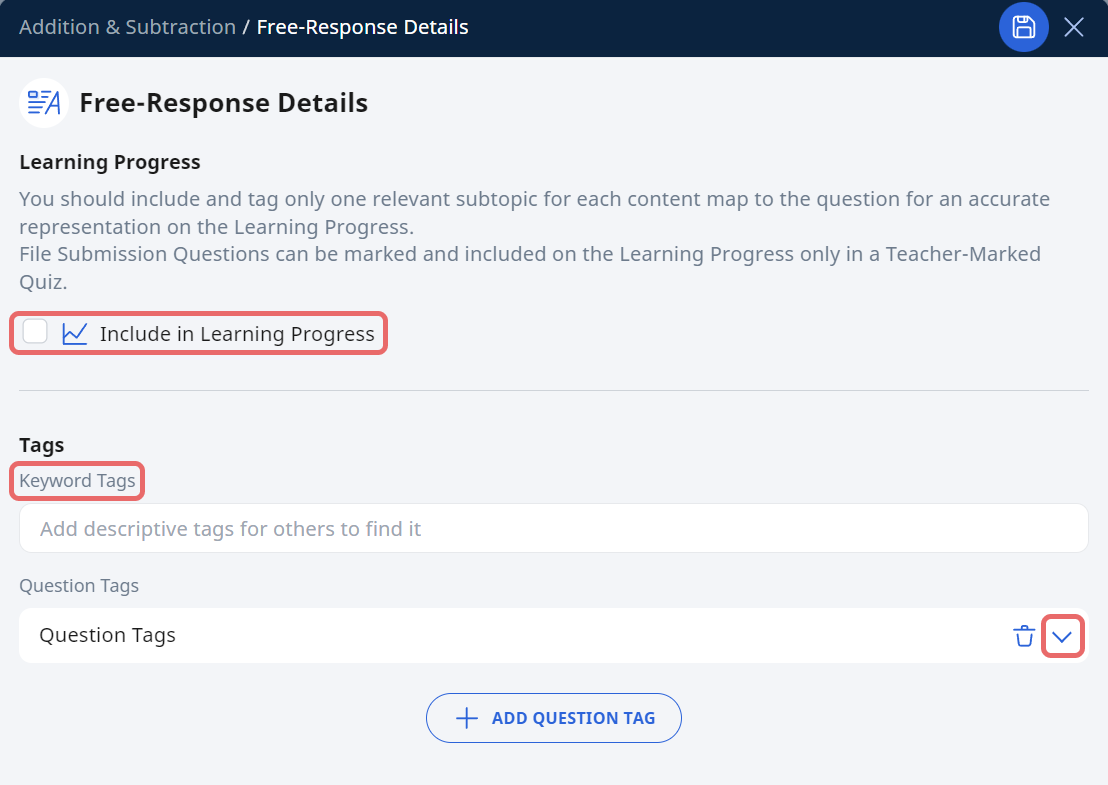 Addition & Subtraction / Free-Response Details
Free-Response Details
Learning Progress
You should include and tag only one relevant subtopic for each content map to the question for an accurate
representation on the Learning Progress.
File Submission Questions can be marked and included on the Learning Progress only in a Teacher-Marked
Quiz.
Include in Learning Progress
Tags
Keyword Tags
Add descriptive tags for others to find it
Question Tags
Question Tags
ADD QUESTION TAG